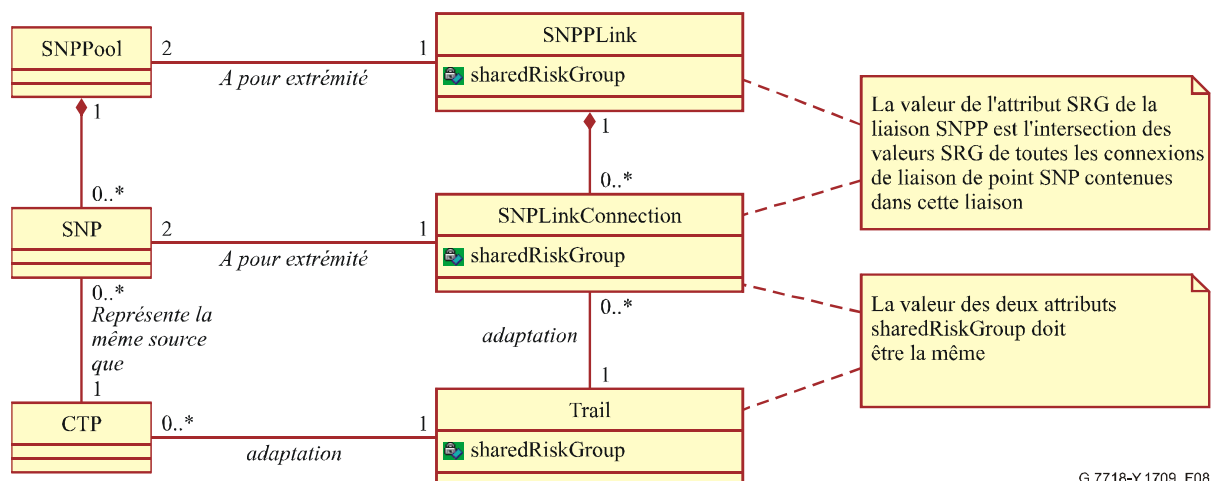 SNPPool
2
1
A pour extrémité
SNPPLink
sharedRiskGroup
1
0..*
1
0..*
La valeur de l'attribut SRG de la
liaison SNPP est l'intersection des
valeurs SRG de toutes les connexions
de liaison de point SNP contenues
dans cette liaison
SNP
2
1
A pour extrémité
SNPLinkConnection
sharedRiskGroup
0..*
Représente la
même source
que
1
0..*
adaptation
1
La valeur des deux attributs
sharedRiskGroup doit
être la même
CTP
0..*
1
adaptation
Trail
sharedRiskGroup
G.7718-Y.1709_F08